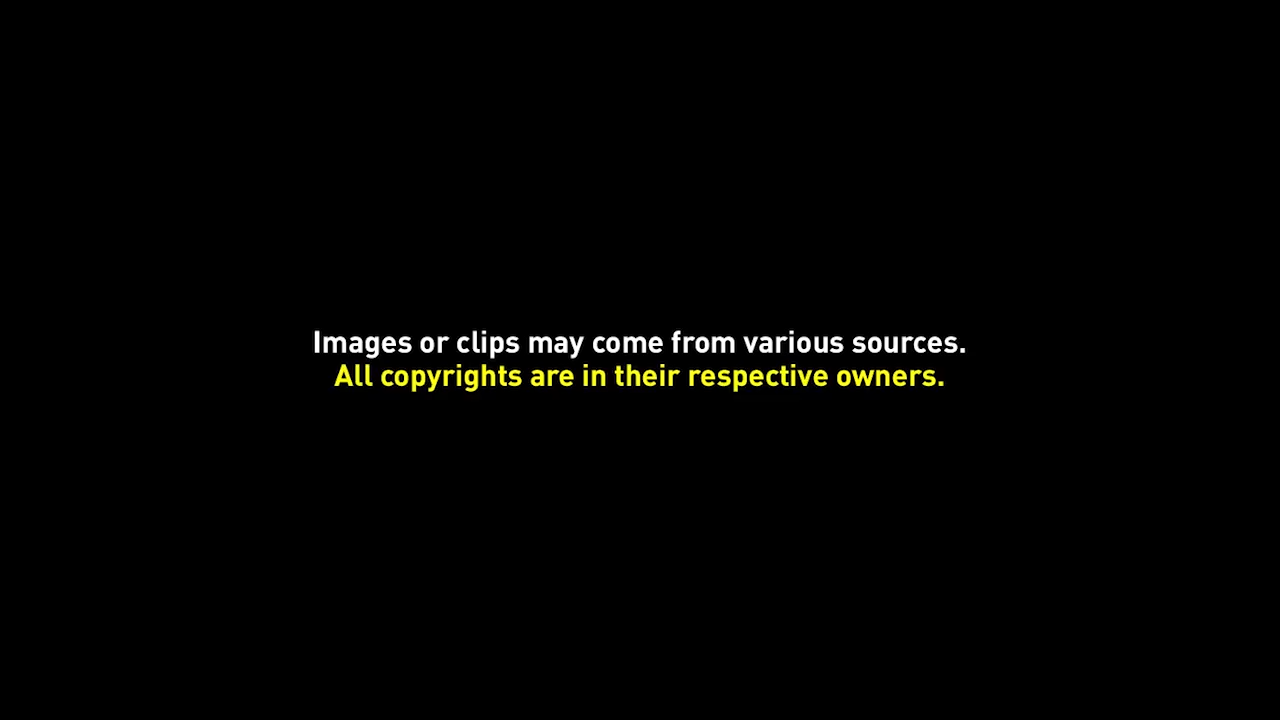 Images or clips may come from various sources.
All copyrights are in their respective owners.